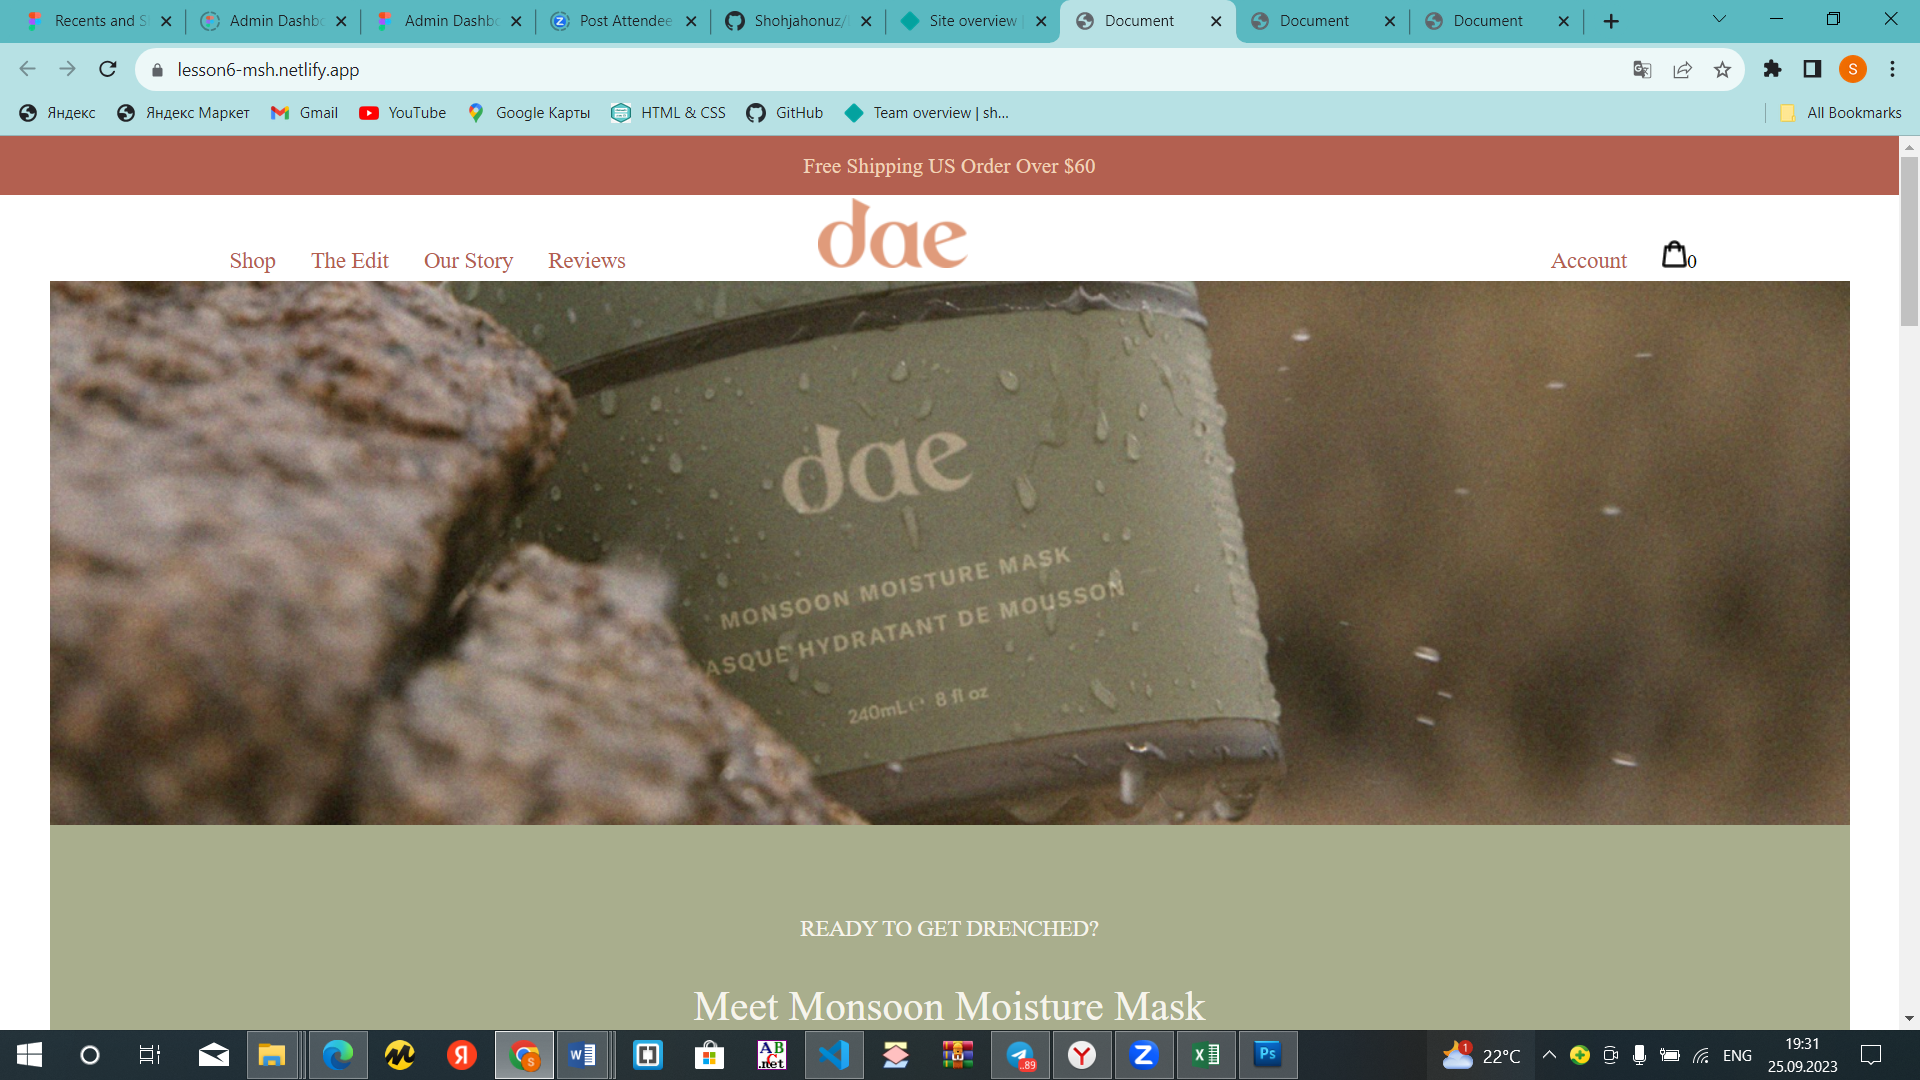 Recents and S
Admin Dashbo
Admin Dashbo
Post Attendee
Shohjahonuz/
Site overview |
Document
Document
Document
lesson6-msh.netlify.app
S
Яндекс
Яндекс Маркет
Gmail
YouTube
Google Карты
HTML & CSS
GitHub
Team overview | sh...
All Bookmarks
Free Shipping US Order Over $60
dae
Shop
The Edit
Our Story
Reviews
Account
0
dae
MONSOON MOISTURE MASK
ASQUE HYDRATANT DE MOUSSON
240mL℮ 8 fl oz
READY TO GET DRENCHED?
Meet Monsoon Moisture Mask
1
22°C
ENG
19:31
25.09.2023